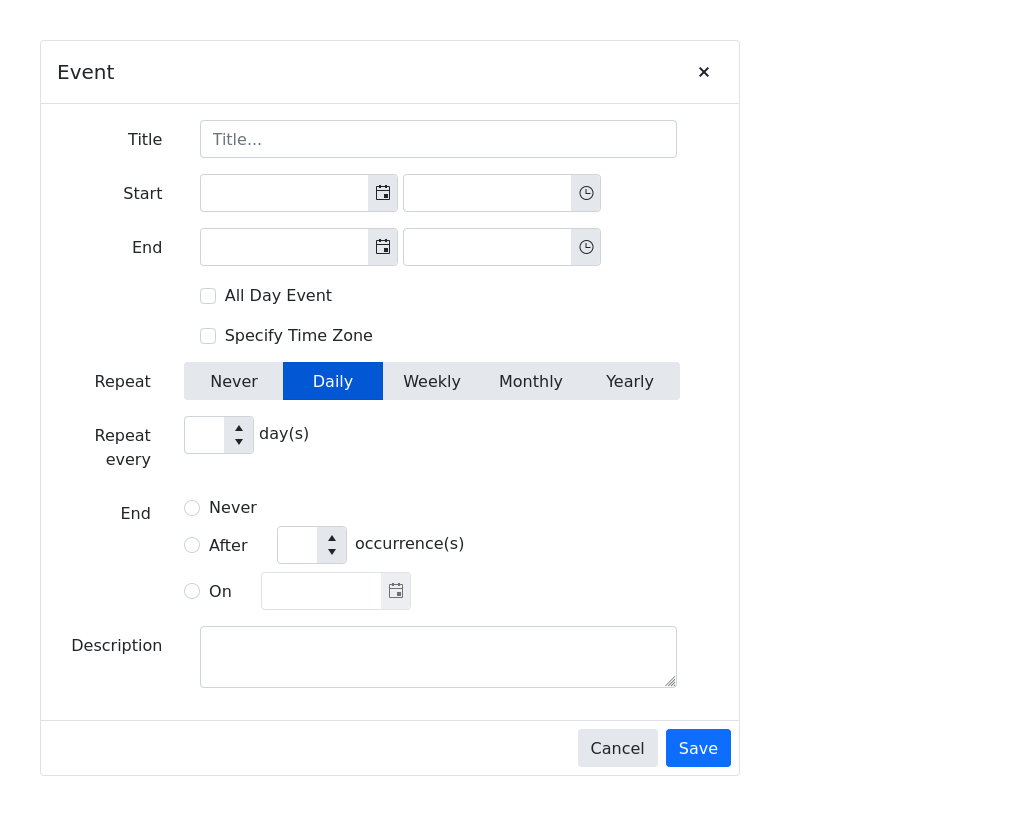 Event
Title
Title...
Start
End
All Day Event
Specify Time Zone
Repeat
Never Daily Weekly Monthly Yearly
Repeat
every
day(s)
End
Never
After
occurrence(s)
On
Description
Cancel Save